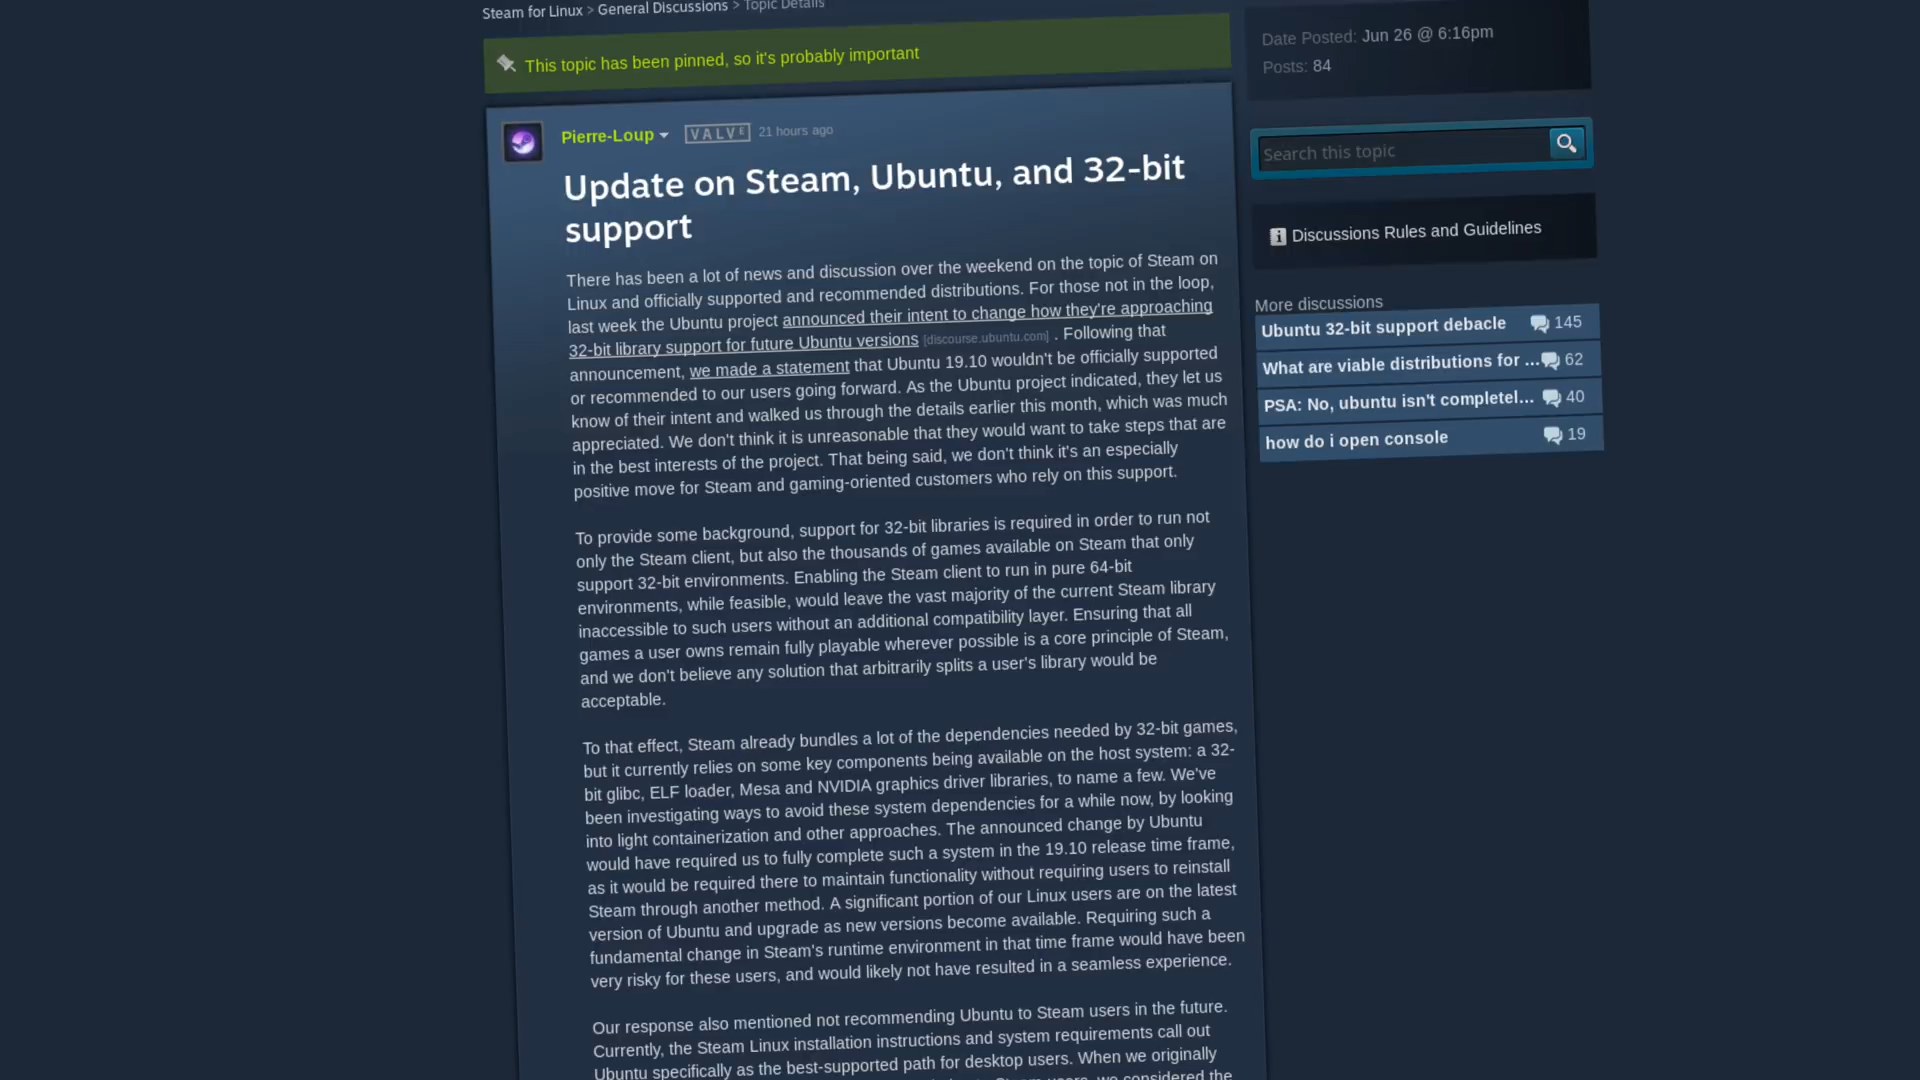 Steam for Linux > General Discussions > Topic Details
This topic has been pinned, so it's probably important
Pierre-Loup VALVE 21 hours ago
Update on Steam, Ubuntu, and 32-bit
support
There has been a lot of news and discussion over the weekend on the topic of Steam on
Linux and officially supported and recommended distributions. For those not in the loop,
last week the Ubuntu project announced their intent to change how they're approaching
32-bit library support for future Ubuntu versions [discourse.ubuntu.com] . Following that
announcement, we made a statement that Ubuntu 19.10 wouldn't be officially supported
or recommended to our users going forward. As the Ubuntu project indicated, they let us
know of their intent and walked us through the details earlier this month, which was much
appreciated. We don't think it is unreasonable that they would want to take steps that are
in the best interests of the project. That being said, we don't think it's an especially
positive move for Steam and gaming-oriented customers who rely on this support.
To provide some background, support for 32-bit libraries is required in order to run not
only the Steam client, but also the thousands of games available on Steam that only
support 32-bit environments. Enabling the Steam client to run in pure 64-bit
environments, while feasible, would leave the vast majority of the current Steam library
inaccessible to such users without an additional compatibility layer. Ensuring that all
games a user owns remain fully playable wherever possible is a core principle of Steam,
and we don't believe any solution that arbitrarily splits a user's library would be
acceptable.
To that effect, Steam already bundles a lot of the dependencies needed by 32-bit games,
but it currently relies on some key components being available on the host system: a 32-
bit glibc, ELF loader, Mesa and NVIDIA graphics driver libraries, to name a few. We've
been investigating ways to avoid these system dependencies for a while now, by looking
into light containerization and other approaches. The announced change by Ubuntu
would have required us to fully complete such a system in the 19.10 release time frame,
as it would be required there to maintain functionality without requiring users to reinstall
Steam through another method. A significant portion of our Linux users are on the latest
version of Ubuntu and upgrade as new versions become available. Requiring such a
fundamental change in Steam's runtime environment in that time frame would have been
very risky for these users, and would likely not have resulted in a seamless experience.
Our response also mentioned not recommending Ubuntu to Steam users in the future.
Currently, the Steam Linux installation instructions and system requirements call out
Ubuntu specifically as the best-supported path for desktop users. When we originally
Steam users, we considered the
Date Posted: Jun 26 @ 6:16pm
Posts: 84
Search this topic
Discussions Rules and Guidelines
More discussions
Ubuntu 32-bit support debacle 145
What are viable distributions for ... 62
PSA: No, ubuntu isn't completel... 40
how do i open console 19